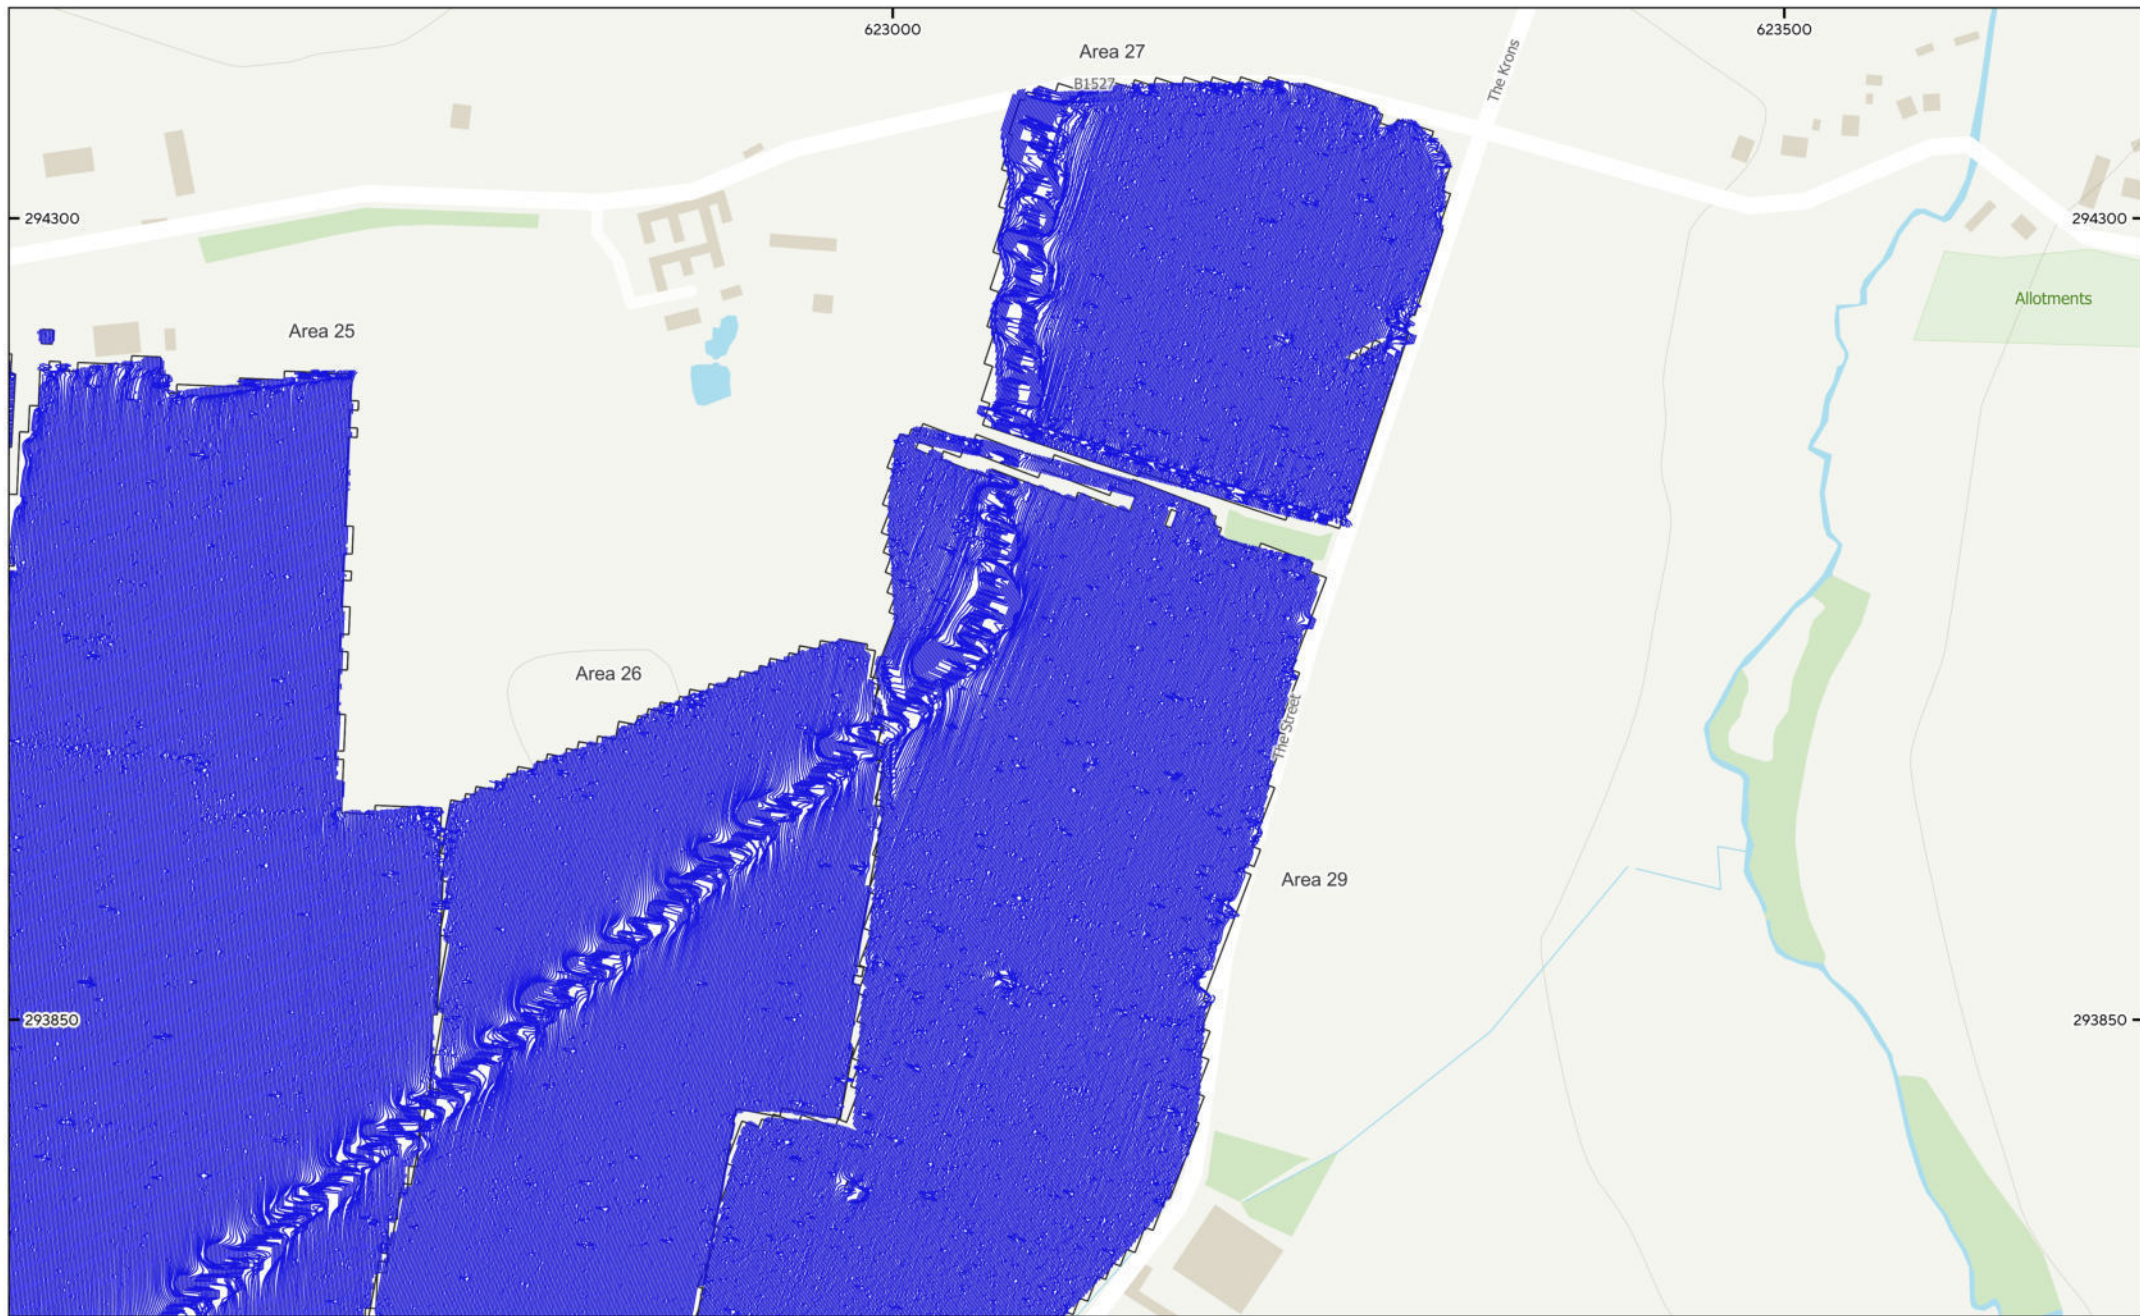 623000
623500
Area 27
B1527
The Krons
294300
294300
Allotments
Area 25
Area 26
The Street
Area 29
293850
293850